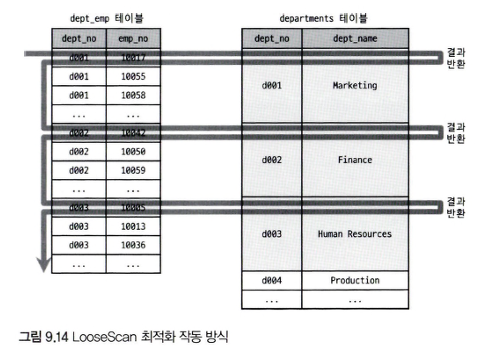 dept_emp 테이블
departments 테이블
dept_no emp_no
dept_no dept_name
d001 10017
d001 10055
d001 10058
... ...
d002 10042
d002 10050
d002 10059
... ...
d003 10005
d003 10013
d003 10036
... ...
d001 Marketing
d002 Finance
d003 Human Resources
d004 Production
... ...
결과
반환
결과
반환
결과
반환
그림 9.14 LooseScan 최적화 작동 방식